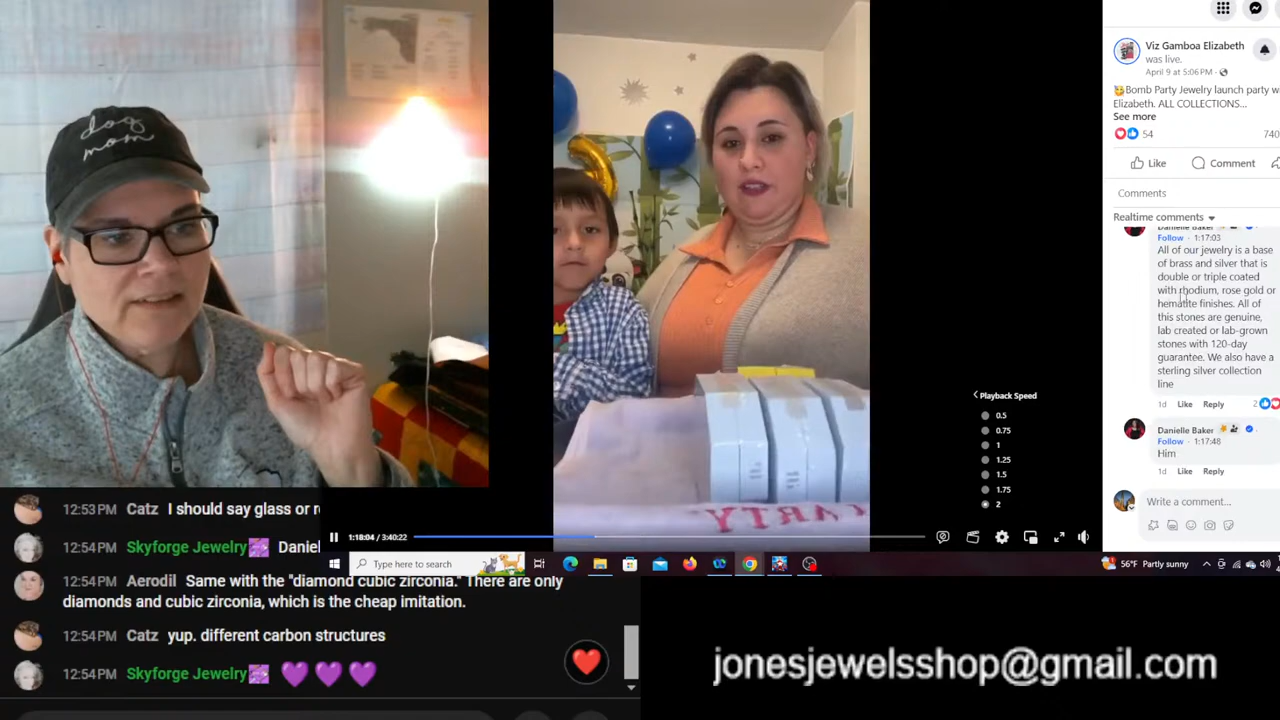 dog
mom
Viz Gamboa Elizabeth
was live.
April 9 at 5:06 PM
Bomb Party Jewelry launch party w
Elizabeth. ALL COLLECTIONS...
See more
54
740
Like
Comment
Comments
Realtime comments
Danielle Baker
Follow · 1:17:03
All of our jewelry is a base
of brass and silver that is
double or triple coated
with rhodium, rose gold or
hematite finishes. All of
this stones are genuine,
lab created or lab-grown
stones with 120-day
guarantee. We also have a
sterling silver collection
line
1d Like Reply 2
Danielle Baker
Follow · 1:17:48
Him
1d Like Reply
Write a comment...
Playback Speed
0.5
0.75
1
1.25
1.5
1.75
2
PARTY
1:18:04 / 3:40:22
Type here to search
56°F Partly sunny
12:53 PM Catz I should say glass or
12:54 PM Skyforge Jewelry Daniel
12:54 PM Aerodil Same with the "diamond cubic zirconia." There are only
diamonds and cubic zirconia, which is the cheap imitation.
12:54 PM Catz yup. different carbon structures
12:54 PM Skyforge Jewelry
jonesjewelsshop@gmail.com